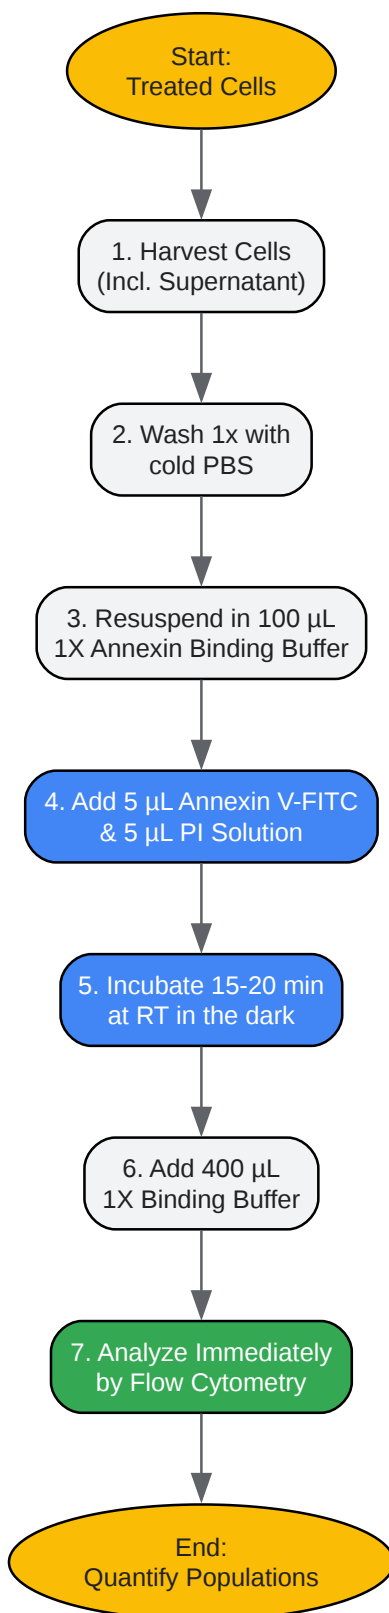 Start:
Treated Cells
1. Harvest Cells
(Incl. Supernatant)
2. Wash 1x with
cold PBS
3. Resuspend in 100 µL
1X Annexin Binding Buffer
4. Add 5 µL Annexin V-FITC
& 5 µL PI Solution
5. Incubate 15-20 min
at RT in the dark
6. Add 400 µL
1X Binding Buffer
7. Analyze Immediately
by Flow Cytometry
End:
Quantify Populations